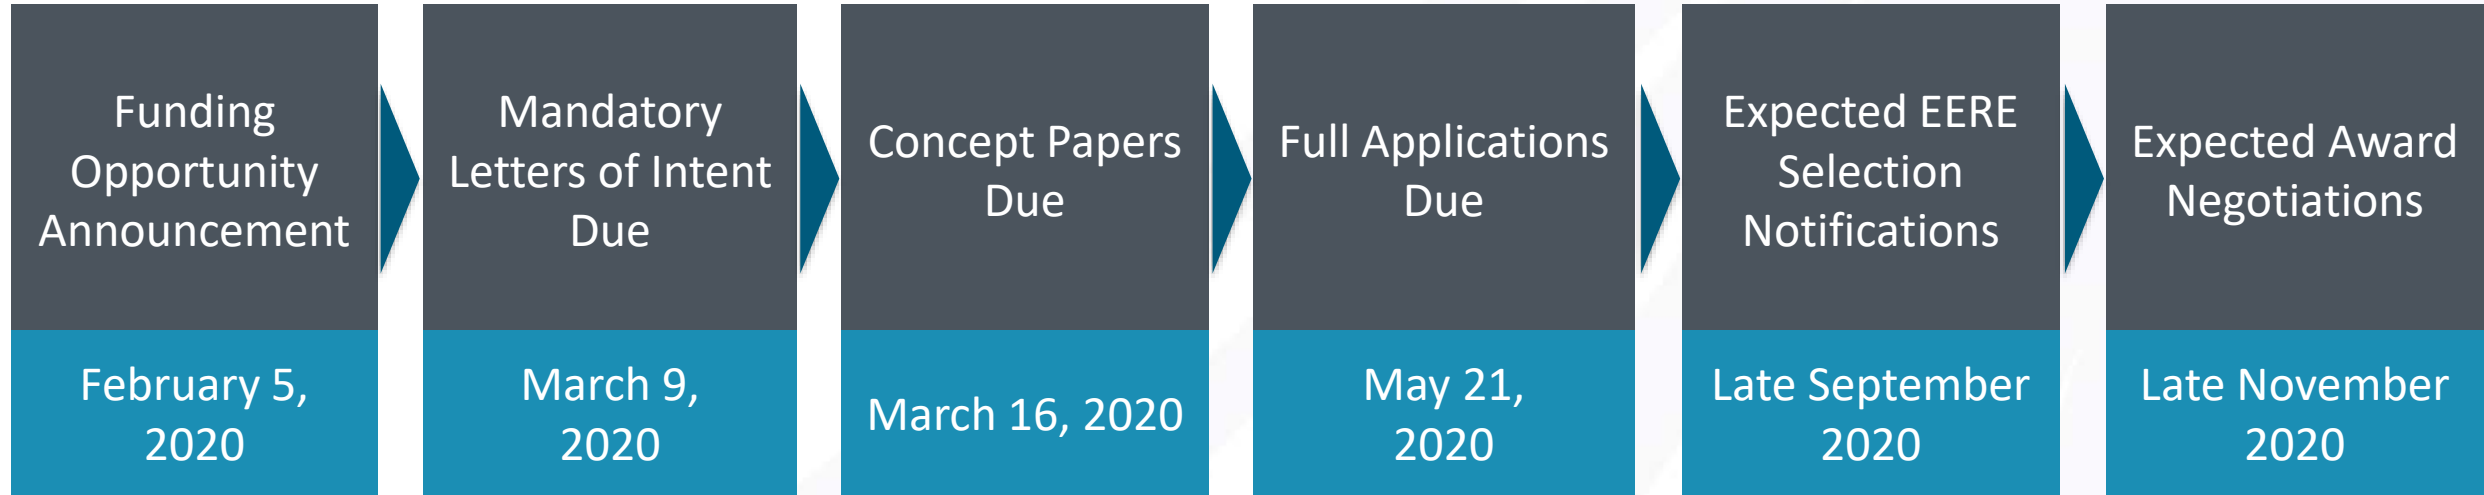 Funding
Opportunity
Announcement
February 5,
2020
Mandatory
Letters of Intent
Due
March 9,
2020
Concept Papers
Due
March 16, 2020
Full Applications
Due
May 21,
2020
Expected EERE
Selection
Notifications
Late September
2020
Expected Award
Negotiations
Late November
2020